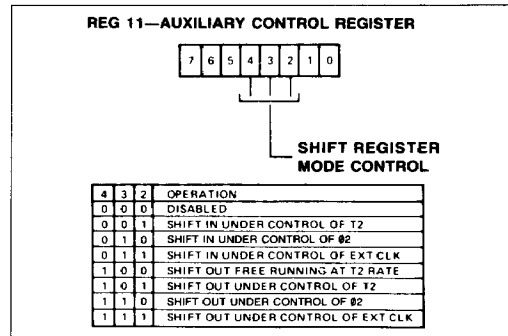 REG 11—AUXILIARY CONTROL REGISTER
7 6 5 4 3 2 1 0
SHIFT REGISTER
MODE CONTROL
4 3 2 OPERATION
0 0 0 DISABLED
0 0 1 SHIFT IN UNDER CONTROL OF T2
0 1 0 SHIFT IN UNDER CONTROL OF Ø2
0 1 1 SHIFT IN UNDER CONTROL OF EXT CLK
1 0 0 SHIFT OUT FREE RUNNING AT T2 RATE
1 0 1 SHIFT OUT UNDER CONTROL OF T2
1 1 0 SHIFT OUT UNDER CONTROL OF Ø2
1 1 1 SHIFT OUT UNDER CONTROL OF EXT CLK